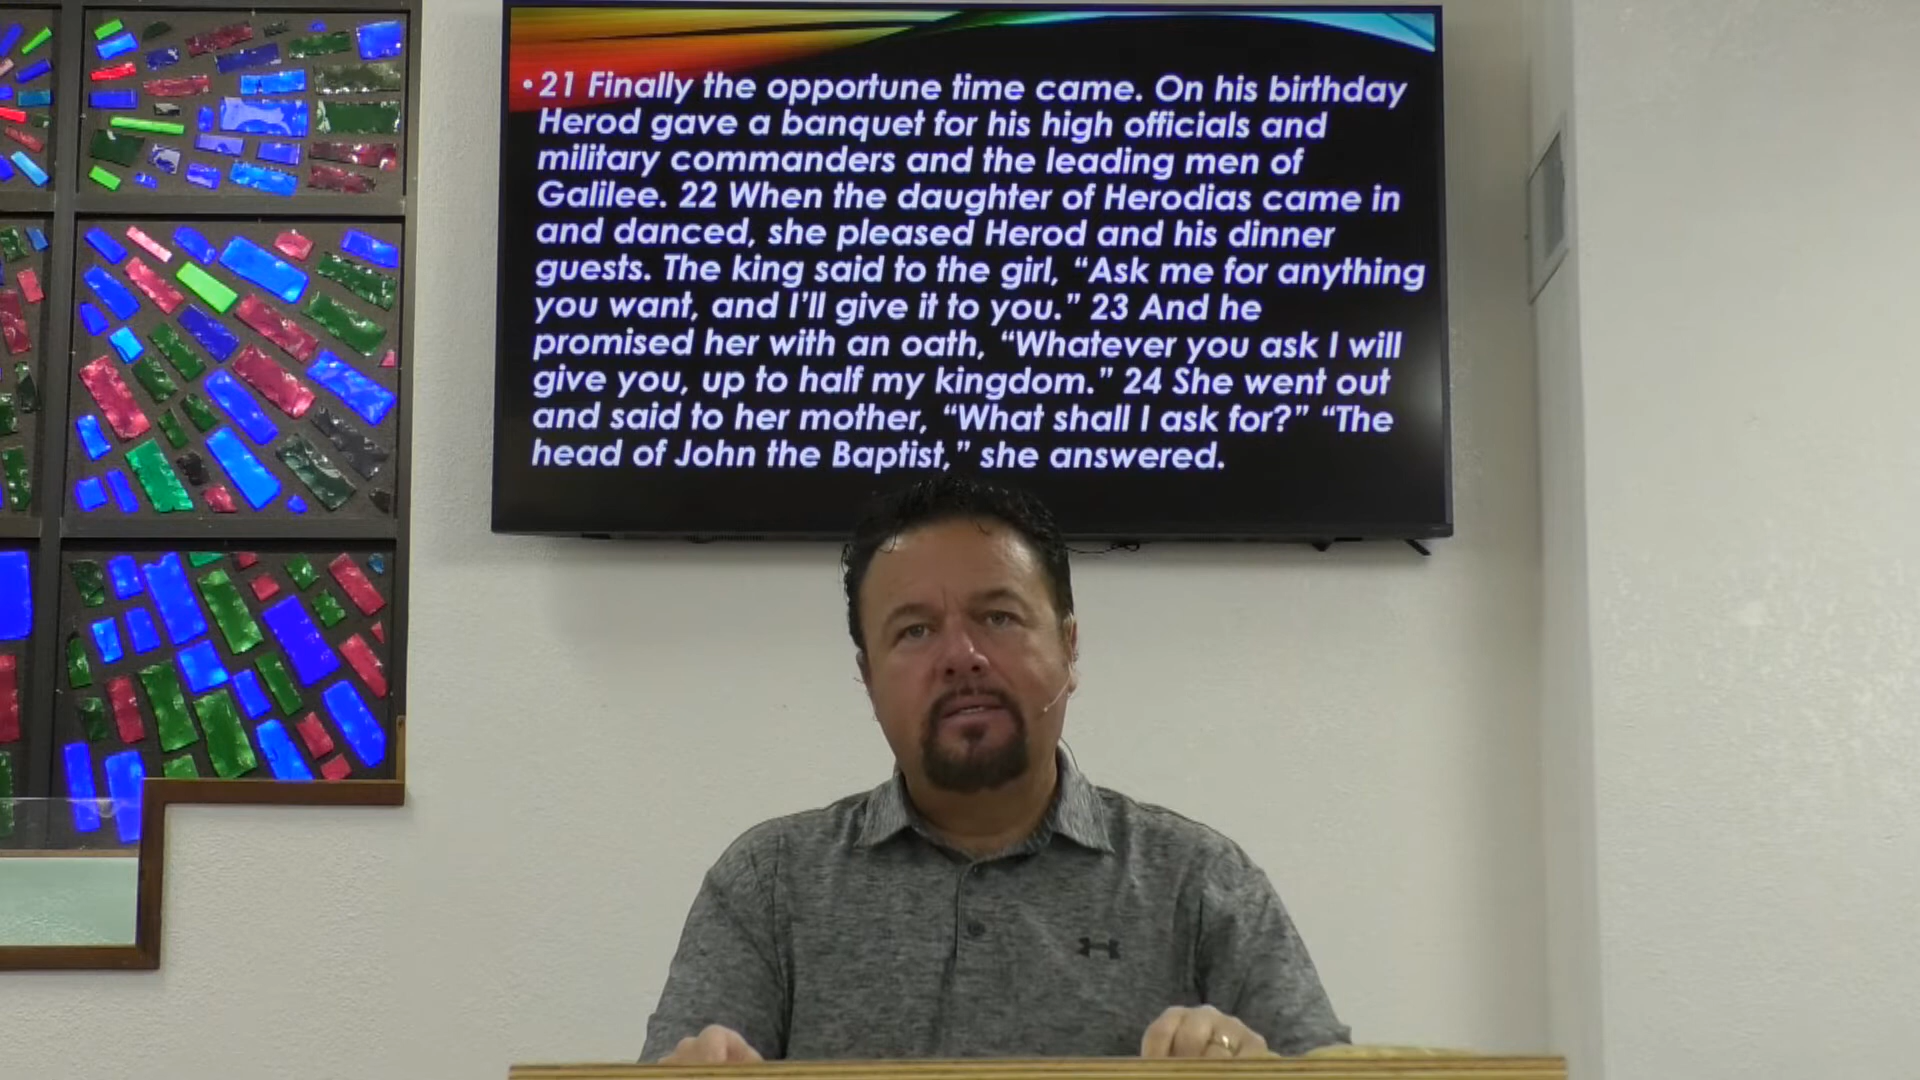 • 21 Finally the opportune time came. On his birthday
Herod gave a banquet for his high officials and
military commanders and the leading men of
Galilee. 22 When the daughter of Herodias came in
and danced, she pleased Herod and his dinner
guests. The king said to the girl, “Ask me for anything
you want, and I’ll give it to you.” 23 And he
promised her with an oath, “Whatever you ask I will
give you, up to half my kingdom.” 24 She went out
and said to her mother, “What shall I ask for?” “The
head of John the Baptist,” she answered.